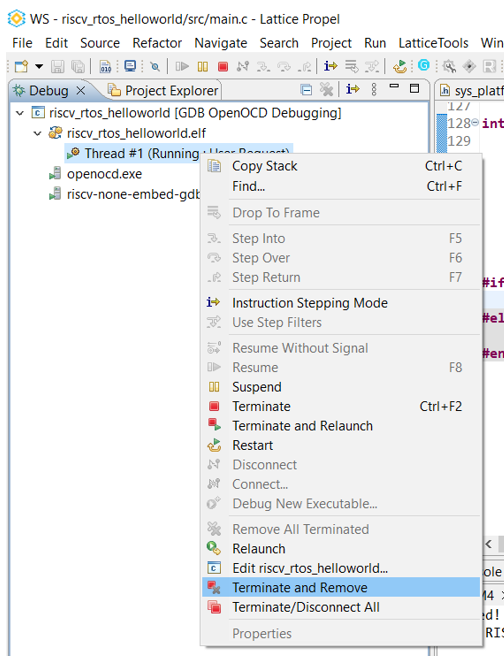 WS - riscv_rtos_helloworld/src/main.c - Lattice Propel
File Edit Source Refactor Navigate Search Project Run LatticeTools Win
Debug Project Explorer
sys_platf
riscv_rtos_helloworld [GDB OpenOCD Debugging]
riscv_rtos_helloworld.elf
Thread #1 (Running : User Request)
openocd.exe
riscv-none-embed-gdb
127
128 int
129
#if
#el
#en
Copy Stack Ctrl+C
Find... Ctrl+F
Drop To Frame
Step Into F5
Step Over F6
Step Return F7
Instruction Stepping Mode
Use Step Filters
Resume Without Signal
Resume F8
Suspend
Terminate Ctrl+F2
Terminate and Relaunch
Restart
Disconnect
Connect...
Debug New Executable...
Remove All Terminated
Relaunch
Edit riscv_rtos_helloworld...
Terminate and Remove
Terminate/Disconnect All
Properties
ole
M4
ed!
RIS